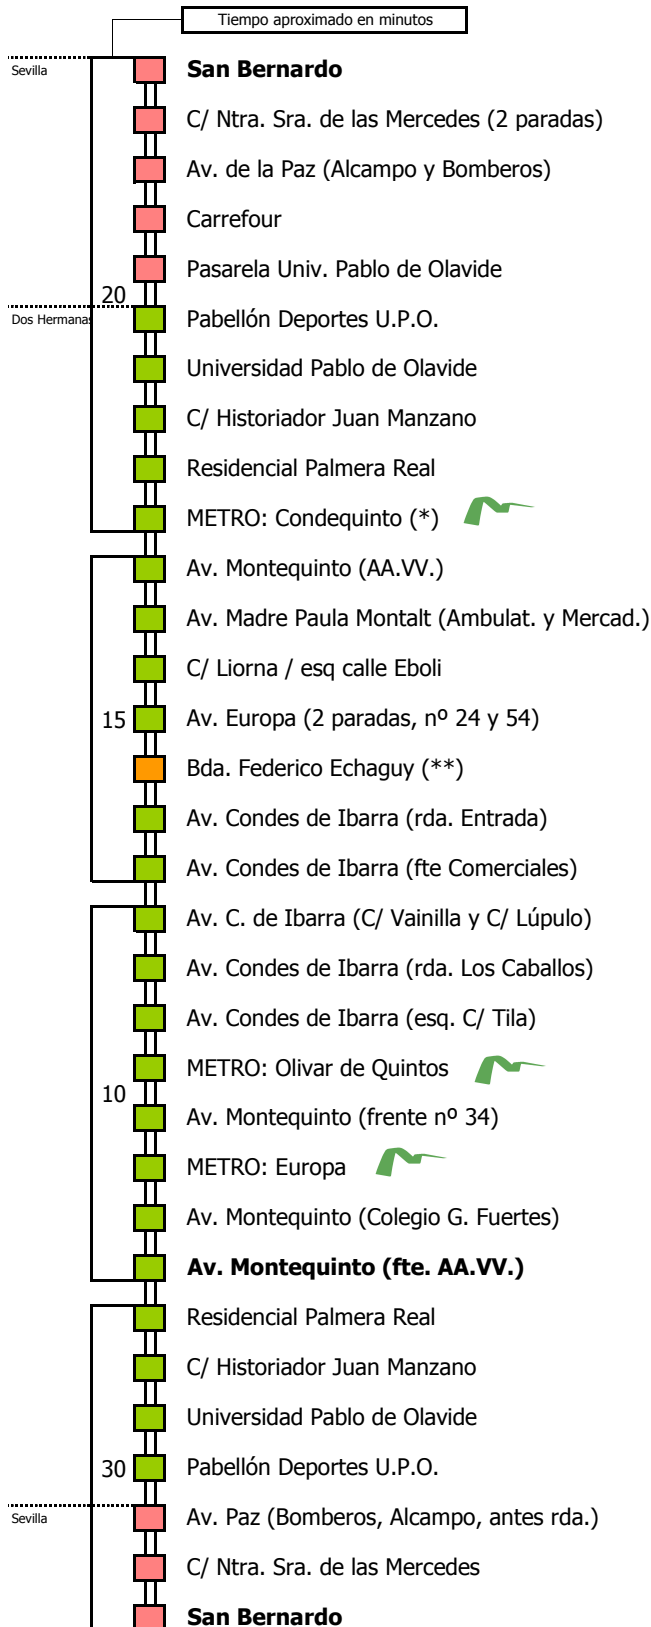 Tiempo aproximado en minutos
Sevilla
San Bernardo
C/ Ntra. Sra. de las Mercedes (2 paradas)
Av. de la Paz (Alcampo y Bomberos)
Carrefour
Pasarela Univ. Pablo de Olavide
20
Dos Hermanas
Pabellón Deportes U.P.O.
Universidad Pablo de Olavide
C/ Historiador Juan Manzano
Residencial Palmera Real
METRO: Condequinto (*)
Av. Montequinto (AA.VV.)
Av. Madre Paula Montalt (Ambulat. y Mercad.)
C/ Liorna / esq calle Eboli
15
Av. Europa (2 paradas, nº 24 y 54)
Bda. Federico Echaguy (**)
Av. Condes de Ibarra (rda. Entrada)
Av. Condes de Ibarra (fte Comerciales)
Av. C. de Ibarra (C/ Vainilla y C/ Lúpulo)
Av. Condes de Ibarra (rda. Los Caballos)
Av. Condes de Ibarra (esq. C/ Tila)
METRO: Olivar de Quintos
10
Av. Montequinto (frente nº 34)
METRO: Europa
Av. Montequinto (Colegio G. Fuertes)
Av. Montequinto (fte. AA.VV.)
Residencial Palmera Real
C/ Historiador Juan Manzano
Universidad Pablo de Olavide
30
Pabellón Deportes U.P.O.
Sevilla
Av. Paz (Bomberos, Alcampo, antes rda.)
C/ Ntra. Sra. de las Mercedes
San Bernardo